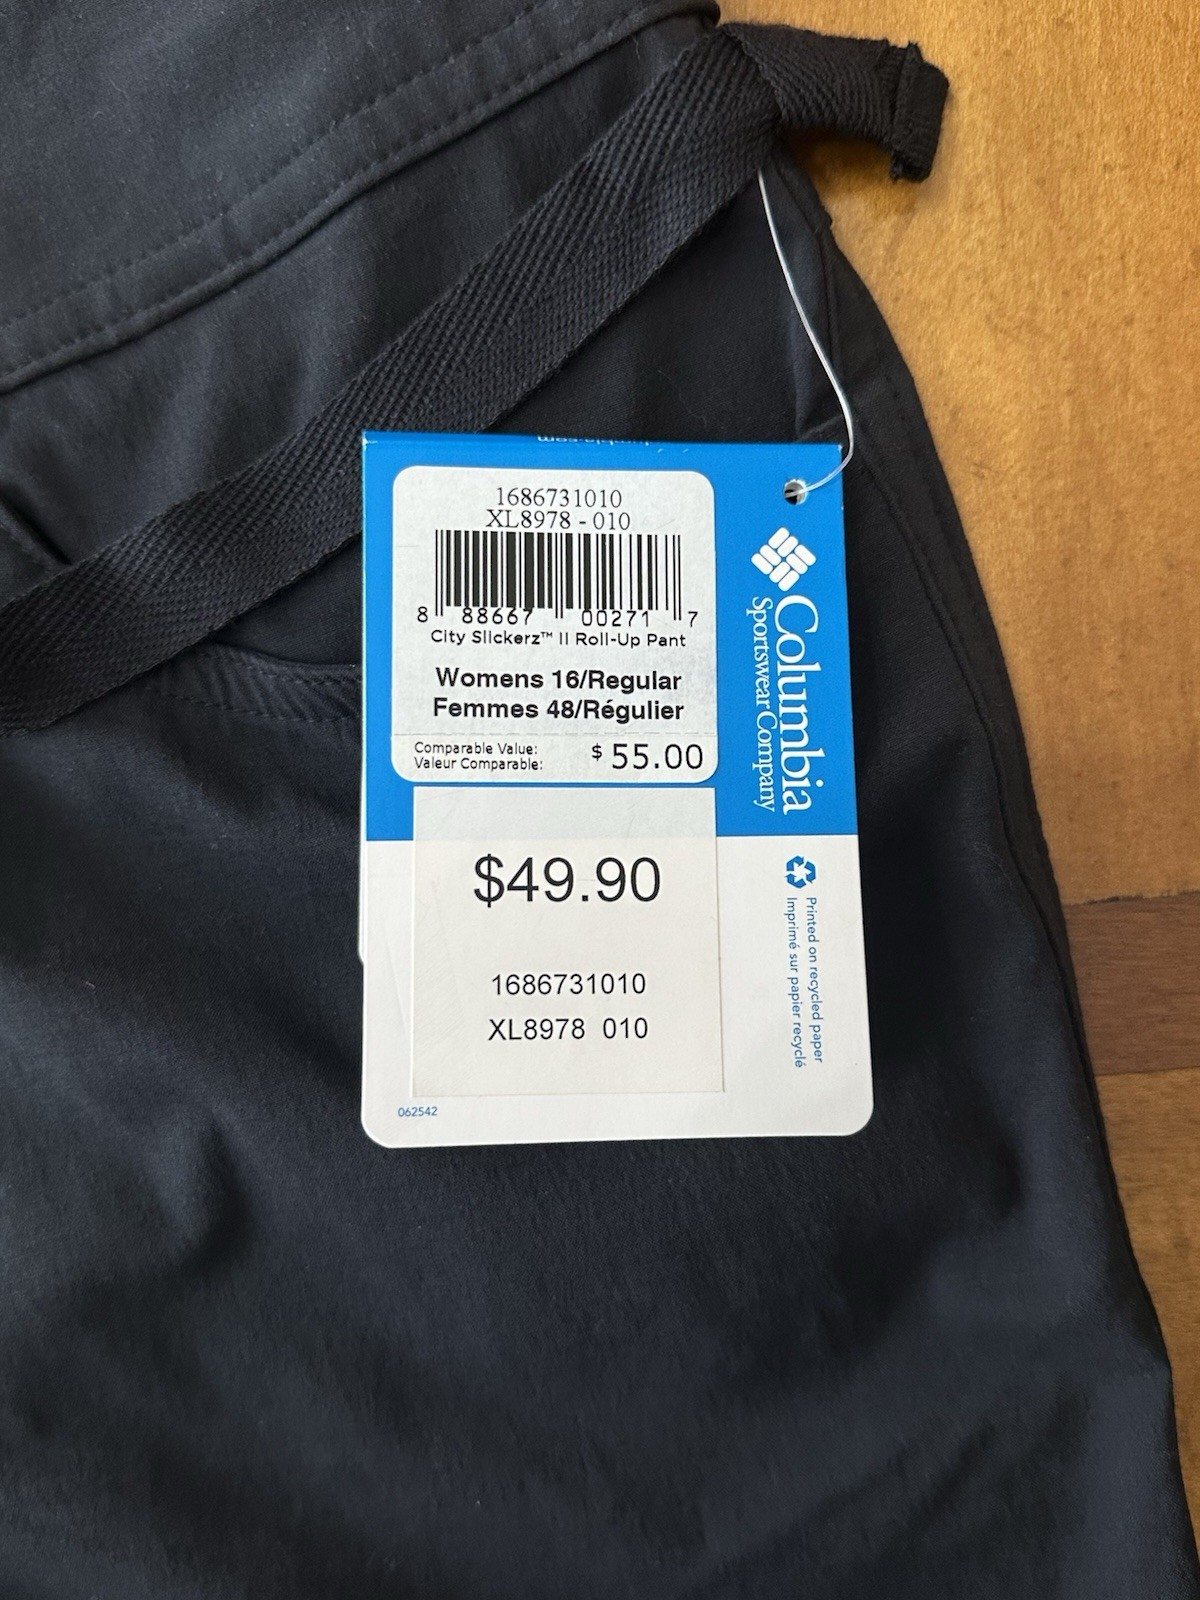 1686731010
XL8978 - 010
8 88667 00271 7
City Slickerz™ II Roll-Up Pant
Womens 16/Regular
Femmes 48/Régulier
Comparable Value:
Valeur Comparable:
$ 55.00
$49.90
1686731010
XL8978 010
062542
Columbia
Sportswear Company
Printed on recycled paper
Imprimé sur papier recyclé